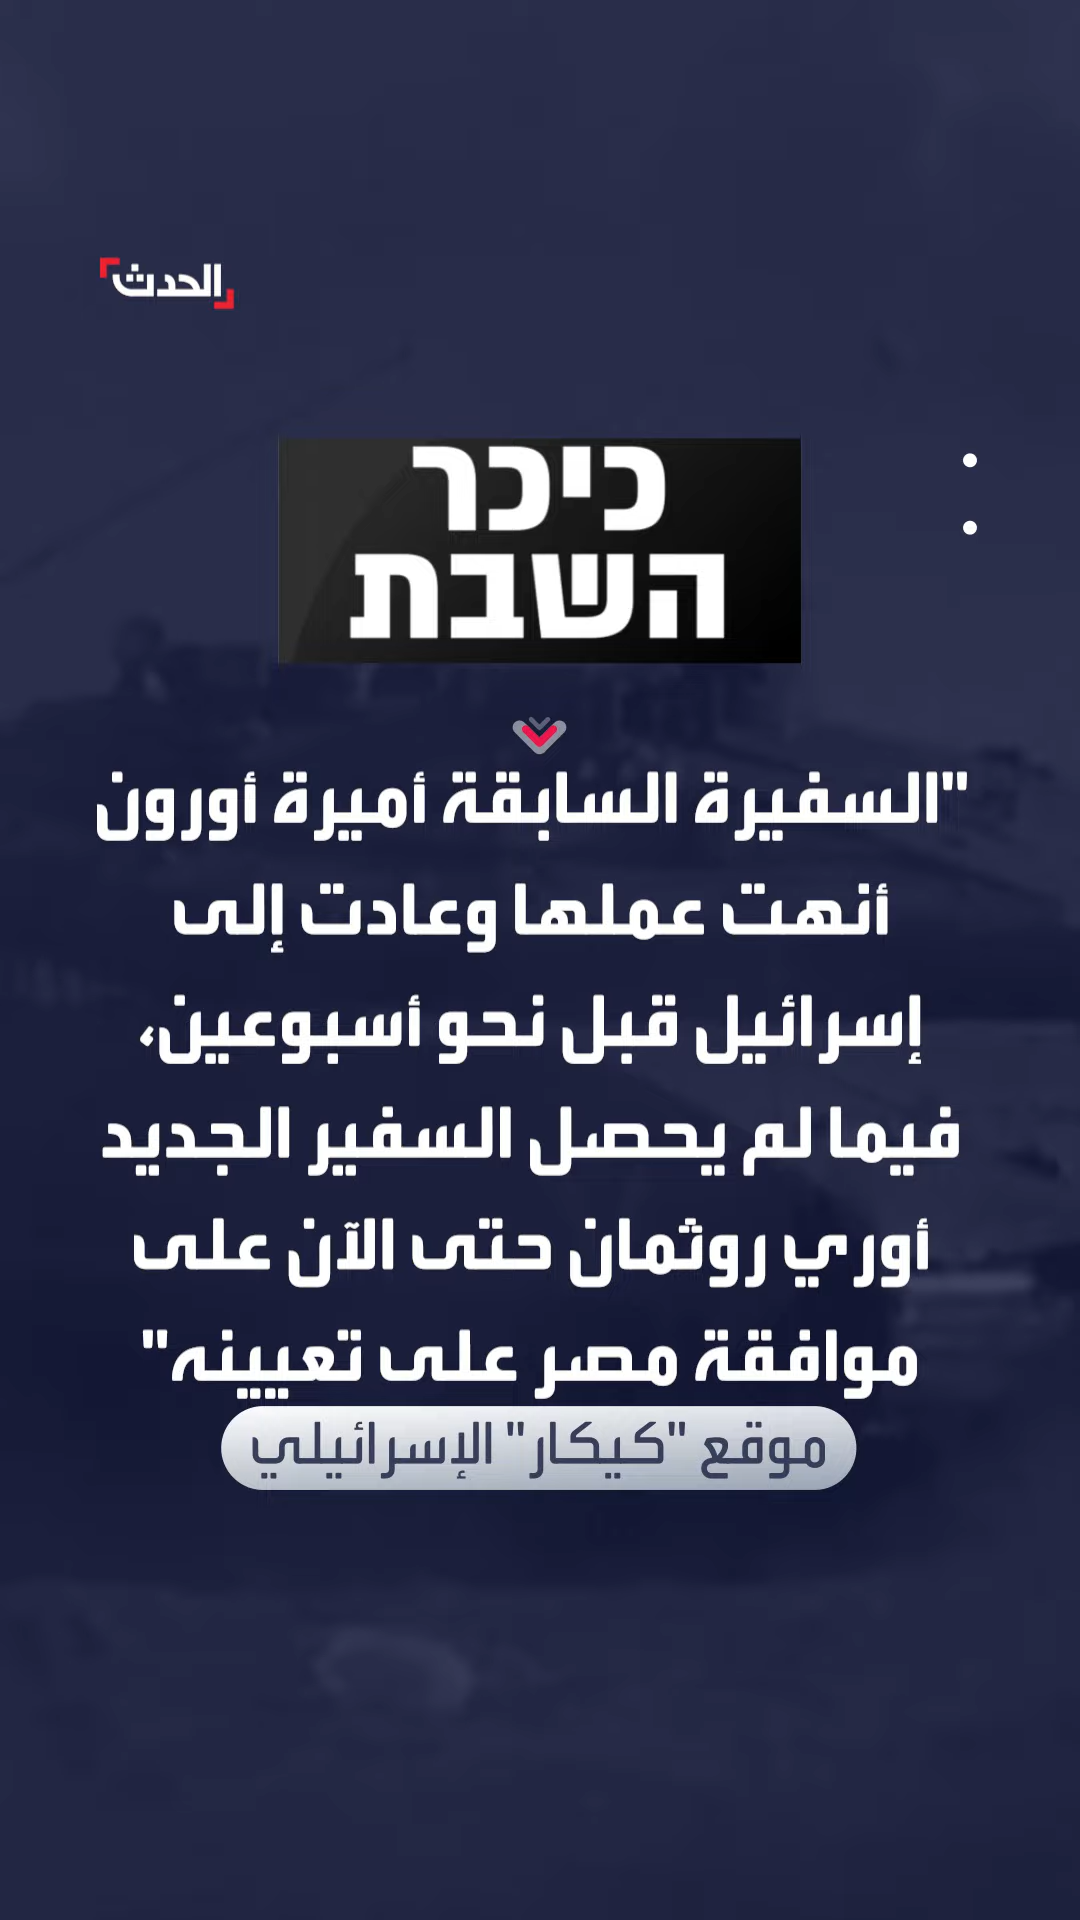 الحدث
כיכר
השבת
"السفيرة السابقة أميرة أورون
أنهت عملها وعادت إلى
إسرائيل قبل نحو أسبوعين،
فيما لم يحصل السفير الجديد
أوري روثمان حتى الآن على
موافقة مصر على تعيينه"
موقع "كيكار" الإسرائيلي